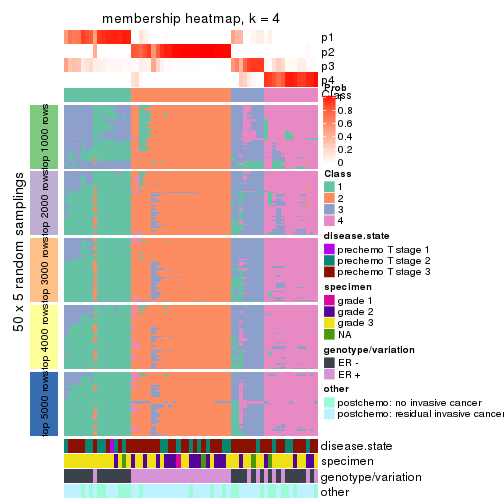 membership heatmap, k = 4
p1
p2
p3
p4
Class
50 x 5 random samplings
top 1000 rows
top 2000 rows
top 3000 rows
top 4000 rows
top 5000 rows
disease.state
specimen
genotype/variation
other
Prob
1
0.8
0.6
0.4
0.2
0
Class
1
2
3
4
disease.state
prechemo T stage 1
prechemo T stage 2
prechemo T stage 3
specimen
grade 1
grade 2
grade 3
NA
genotype/variation
ER -
ER +
other
postchemo: no invasive cancer
postchemo: residual invasive cancer